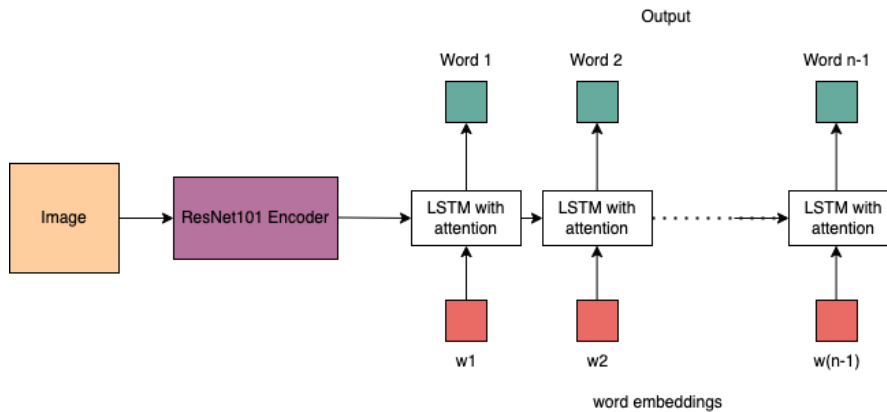 Output
Word 1
Word 2
Word n-1
Image
ResNet101 Encoder
LSTM with
attention
LSTM with
attention
LSTM with
attention
w1
w2
w(n-1)
word embeddings